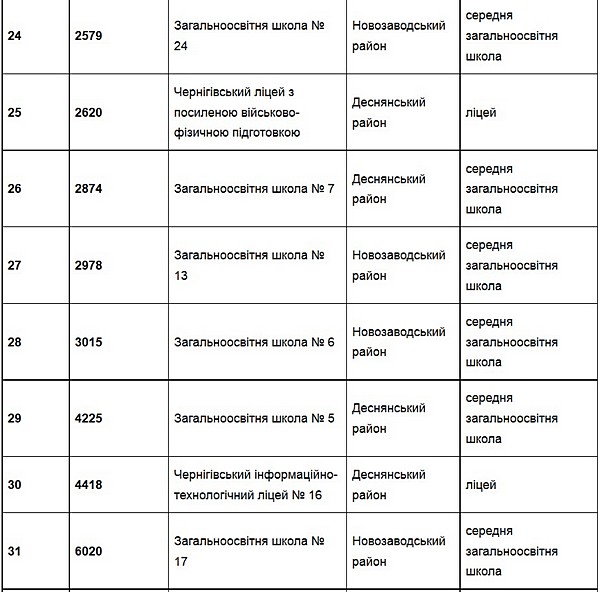 24 2579 Загальноосвітня школа № 24 Новозаводський район середня загальноосвітня школа
25 2620 Чернігівський ліцей з посиленою військово-фізичною підготовкою Деснянський район ліцей
26 2874 Загальноосвітня школа № 7 Деснянський район середня загальноосвітня школа
27 2978 Загальноосвітня школа № 13 Новозаводський район середня загальноосвітня школа
28 3015 Загальноосвітня школа № 6 Новозаводський район середня загальноосвітня школа
29 4225 Загальноосвітня школа № 5 Деснянський район середня загальноосвітня школа
30 4418 Чернігівський інформаційно-технологічний ліцей № 16 Деснянський район ліцей
31 6020 Загальноосвітня школа № 17 Новозаводський район середня загальноосвітня школа